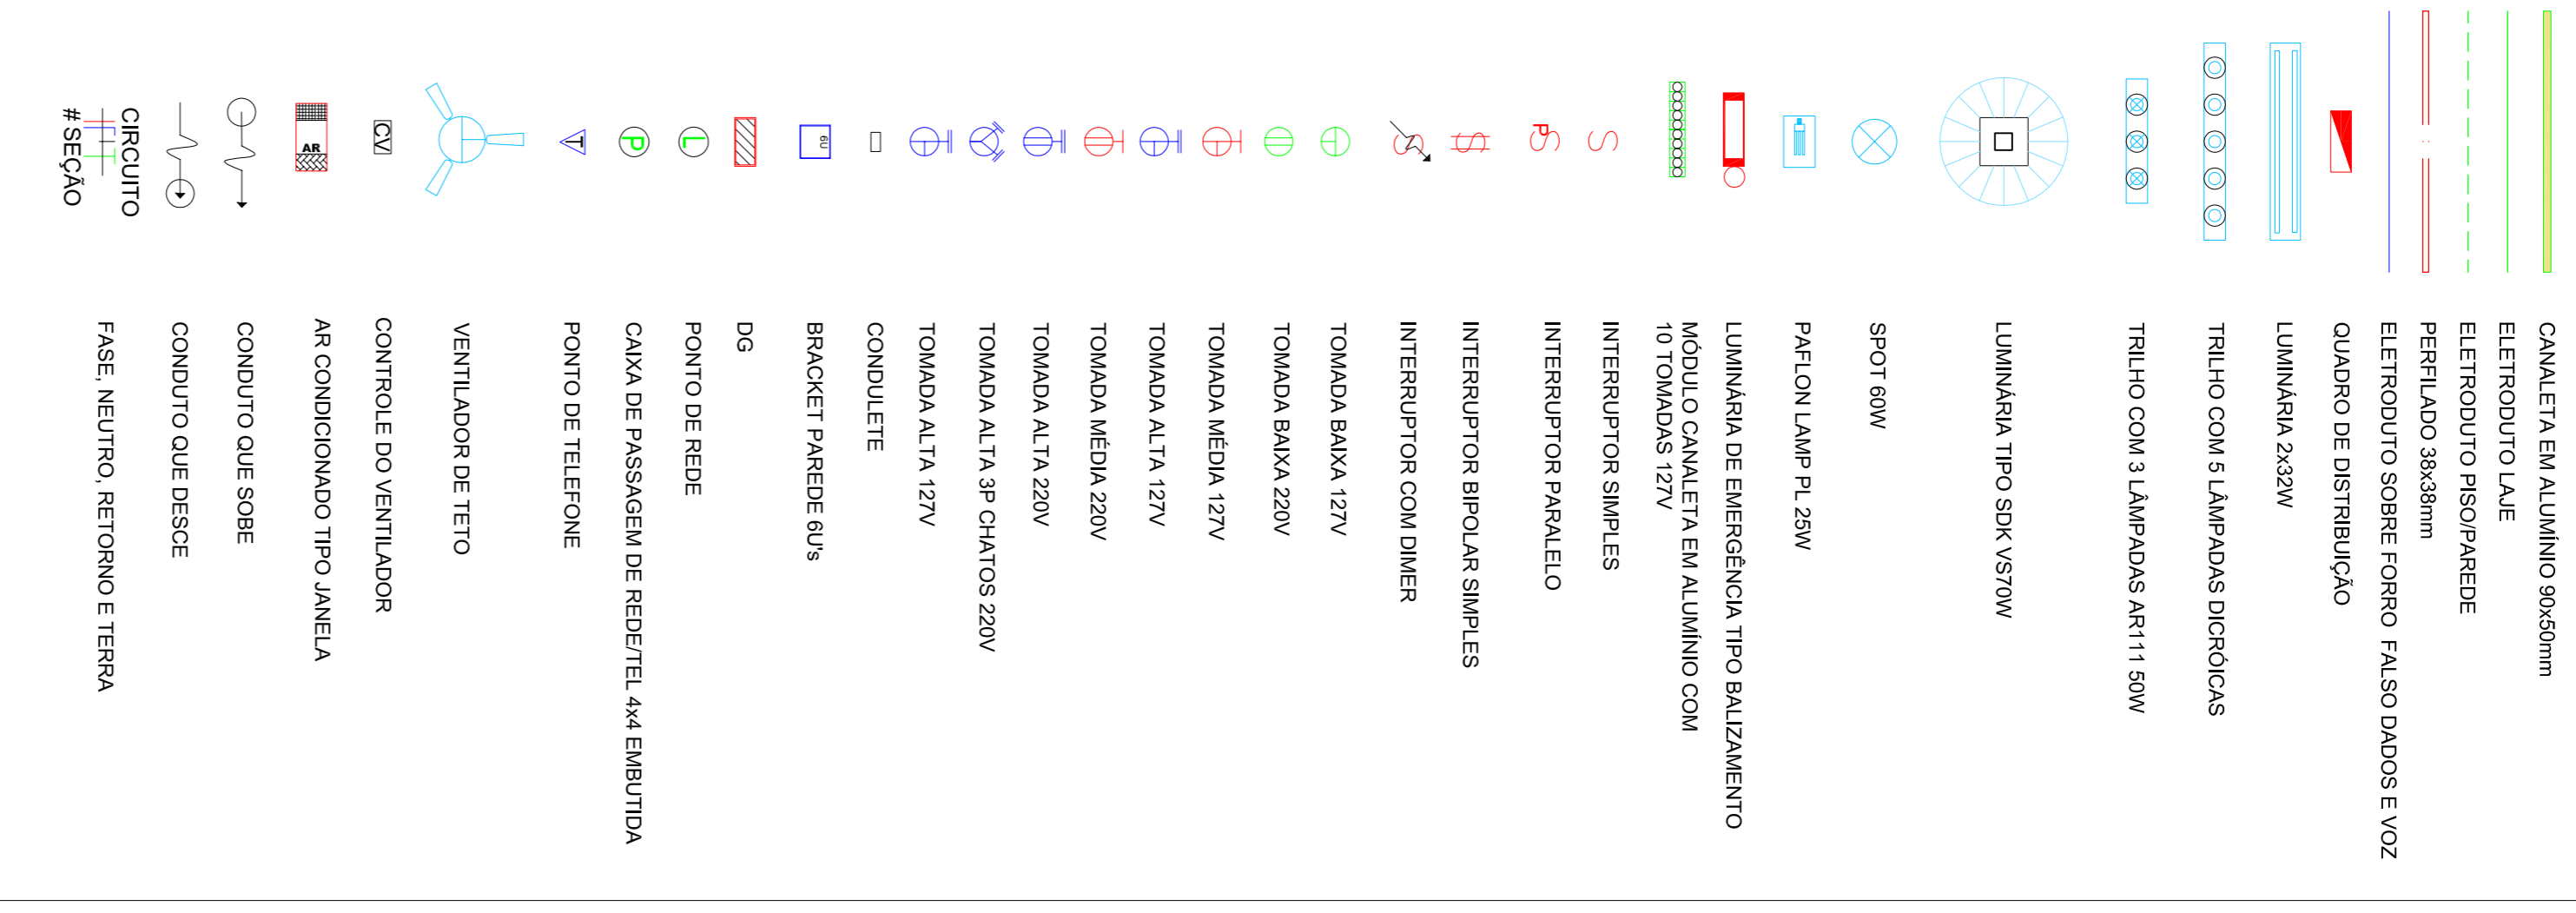 CANALETA EM ALUMÍNIO 90x50mm
ELETRODUTO LAJE
ELETRODUTO PISO/PAREDE
PERFILADO 38x38mm
ELETRODUTO SOBRE FORRO FALSO DADOS E VOZ
QUADRO DE DISTRIBUIÇÃO
LUMINÁRIA 2x32W
TRILHO COM 5 LÂMPADAS DICRÓICAS
TRILHO COM 3 LÂMPADAS AR111 50W
LUMINÁRIA TIPO SDK VS70W
SPOT 60W
PAFLON LAMP PL 25W
LUMINÁRIA DE EMERGÊNCIA TIPO BALIZAMENTO
MÓDULO CANALETA EM ALUMÍNIO COM
10 TOMADAS 127V
S INTERRUPTOR SIMPLES
S P INTERRUPTOR PARALELO
S INTERRUPTOR BIPOLAR SIMPLES
S INTERRUPTOR COM DIMER
TOMADA BAIXA 127V
TOMADA BAIXA 220V
TOMADA MÉDIA 127V
TOMADA ALTA 127V
TOMADA MÉDIA 220V
TOMADA ALTA 220V
TOMADA ALTA 3P CHATOS 220V
TOMADA ALTA 127V
CONDULETE
6U BRACKET PAREDE 6U's
DG
L PONTO DE REDE
P CAIXA DE PASSAGEM DE REDE/TEL 4x4 EMBUTIDA
T PONTO DE TELEFONE
VENTILADOR DE TETO
CV CONTROLE DO VENTILADOR
AR AR CONDICIONADO TIPO JANELA
CONDUTO QUE SOBE
CONDUTO QUE DESCE
CIRCUITO
# SEÇÃO
FASE, NEUTRO, RETORNO E TERRA